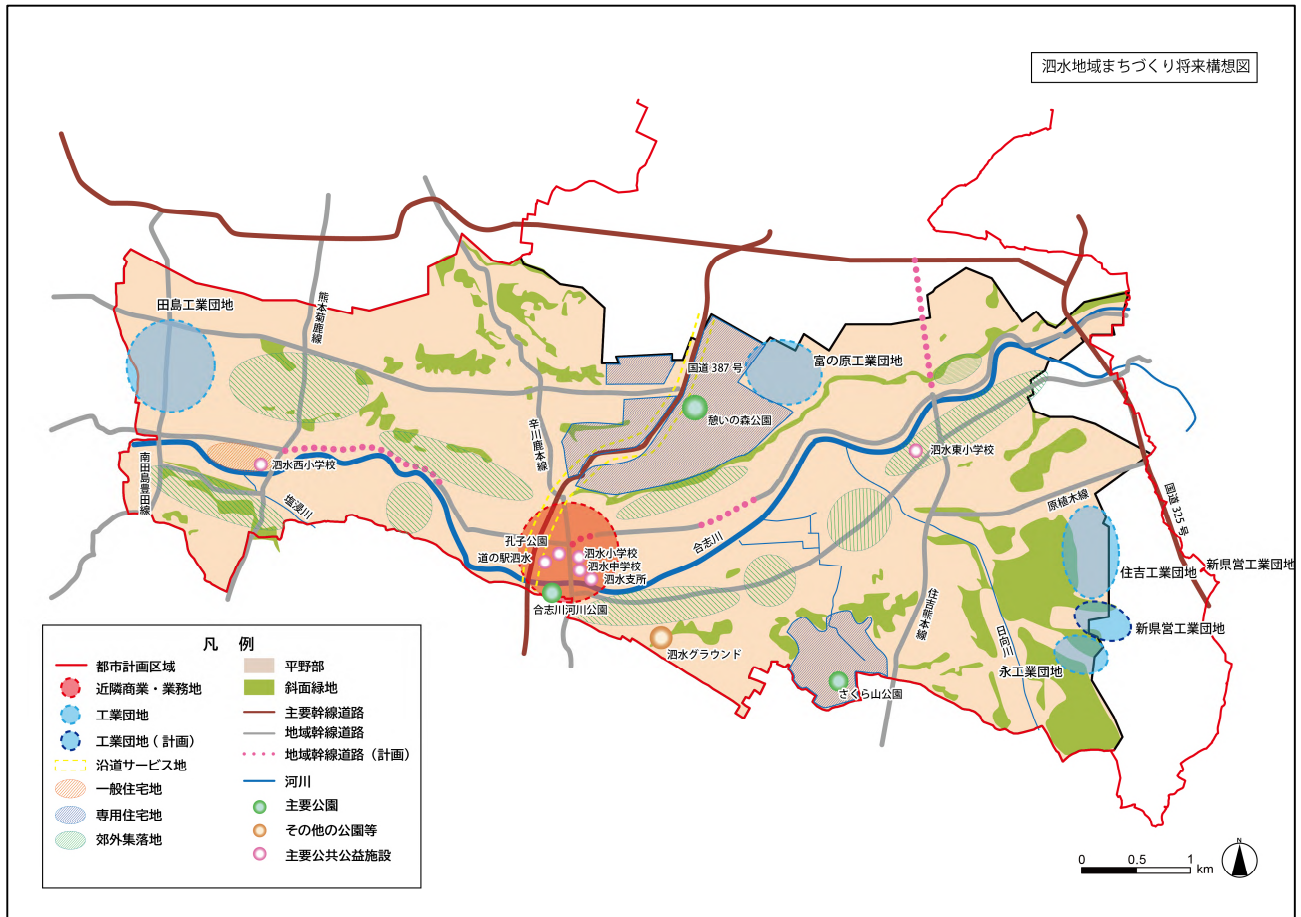 泗水地域まちづくり将来構想図
田島工業団地
熊本菊鹿線
国道 387 号
富の原工業団地
憩いの森公園
辛川鹿本線
泗水東小学校
泗水西小学校
南田島豊田線
塩浸川
原植木線
国道 325 号
合志川
孔子公園
道の駅泗水
泗水小学校
泗水中学校
泗水支所
合志川河川公園
住吉工業団地
新県営工業団地
新県営工業団地
住吉熊本線
日向川
永工業団地
泗水グラウンド
さくら山公園
凡 例
都市計画区域
近隣商業・業務地
工業団地
工業団地 ( 計画 )
沿道サービス地
一般住宅地
専用住宅地
郊外集落地
平野部
斜面緑地
主要幹線道路
地域幹線道路
地域幹線道路（計画）
河川
主要公園
その他の公園等
主要公共公益施設
0 0.5 1
km
N